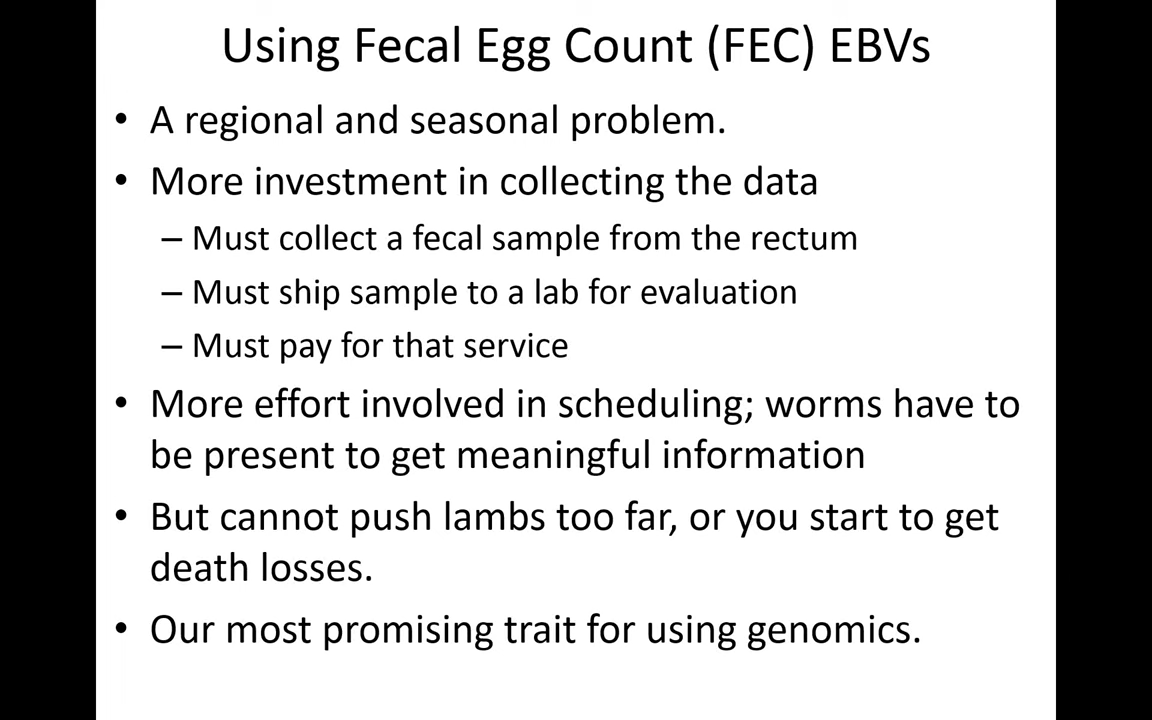 Using Fecal Egg Count (FEC) EBVs
• A regional and seasonal problem.
• More investment in collecting the data
– Must collect a fecal sample from the rectum
– Must ship sample to a lab for evaluation
– Must pay for that service
• More effort involved in scheduling; worms have to
be present to get meaningful information
• But cannot push lambs too far, or you start to get
death losses.
• Our most promising trait for using genomics.